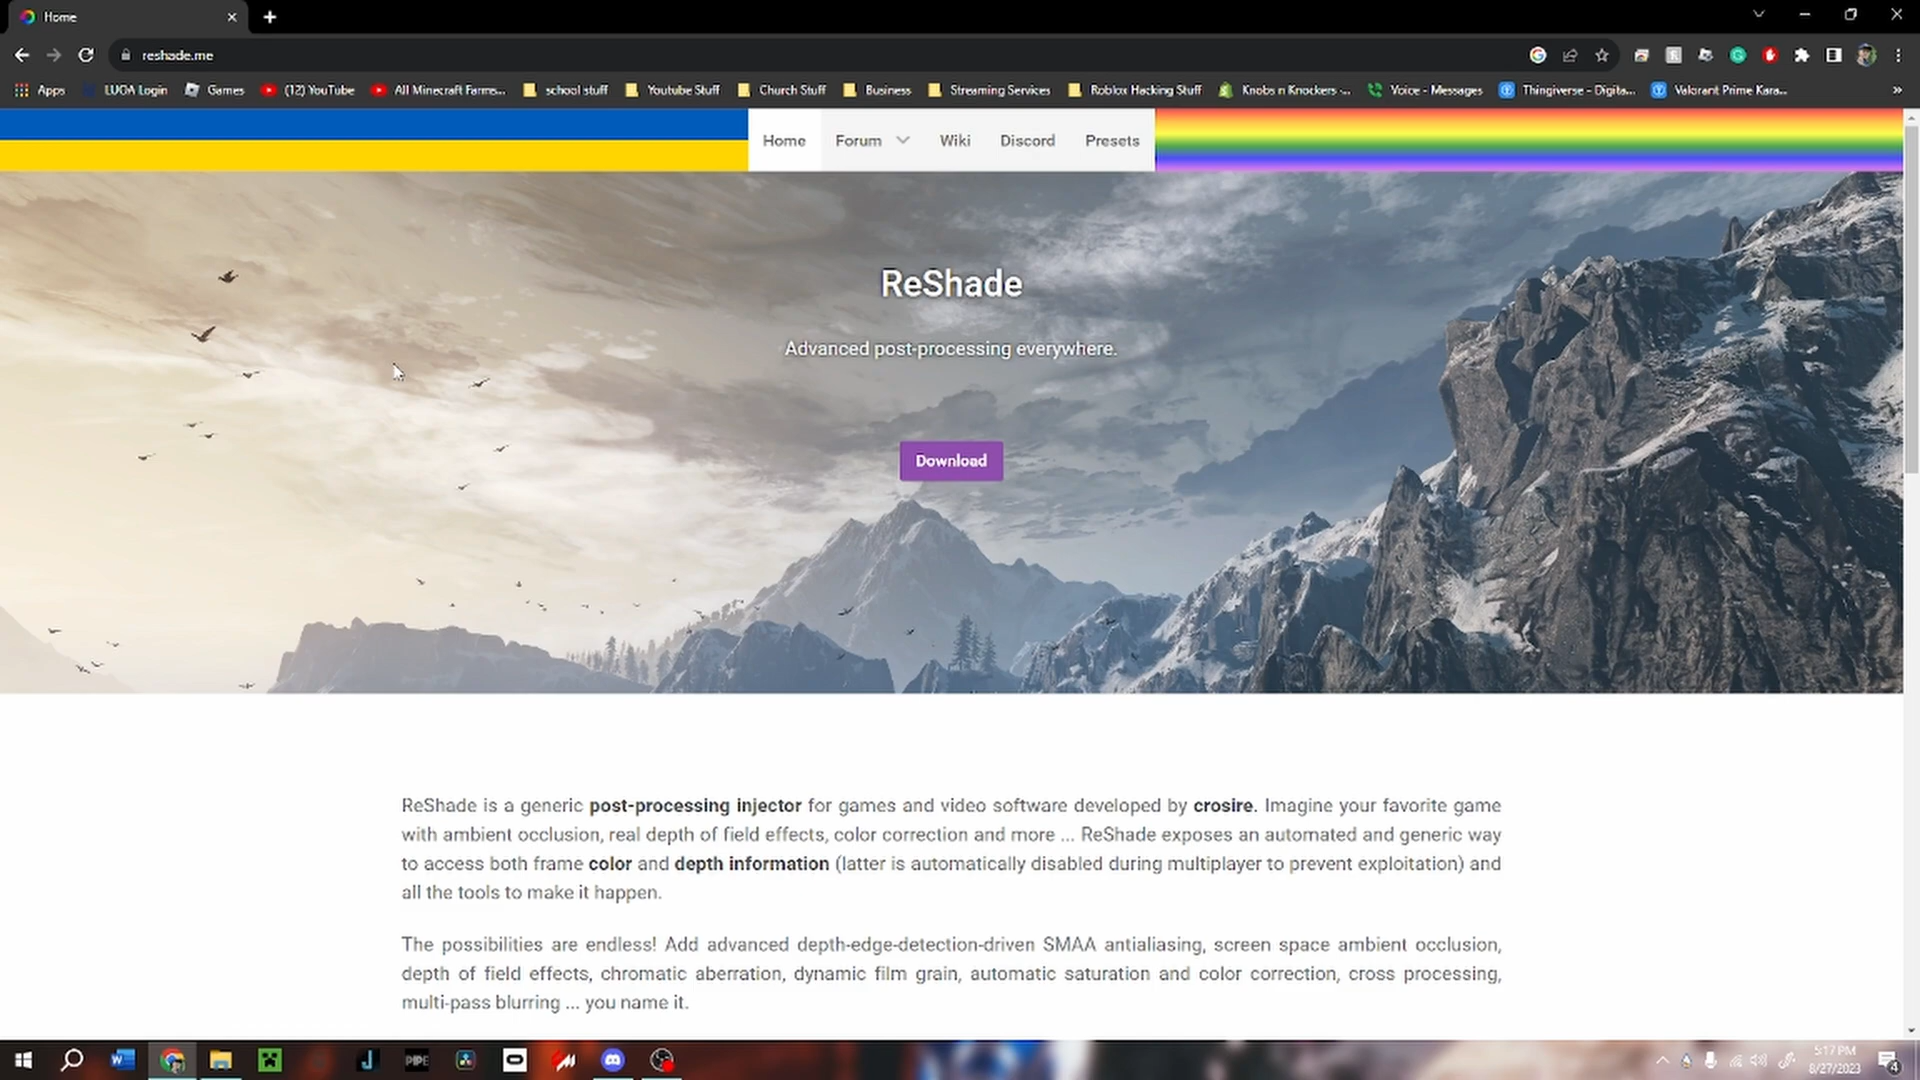 Home
reshade.me
Apps
LUOA Login
Games
(12) YouTube
All Minecraft Farms...
school stuff
Youtube Stuff
Church Stuff
Business
Streaming Services
Roblox Hacking Stuff
Knobs n Knockers -...
Voice - Messages
Thingiverse - Digita...
Valorant Prime Kara...
»
Home
Forum
Wiki
Discord
Presets
ReShade
Advanced post-processing everywhere.
Download
ReShade is a generic post-processing injector for games and video software developed by crosire. Imagine your favorite game
with ambient occlusion, real depth of field effects, color correction and more ... ReShade exposes an automated and generic way
to access both frame color and depth information (latter is automatically disabled during multiplayer to prevent exploitation) and
all the tools to make it happen.
The possibilities are endless! Add advanced depth-edge-detection-driven SMAA antialiasing, screen space ambient occlusion,
depth of field effects, chromatic aberration, dynamic film grain, automatic saturation and color correction, cross processing,
multi-pass blurring ... you name it.
PIPE
5:17 PM
8/27/2023
4